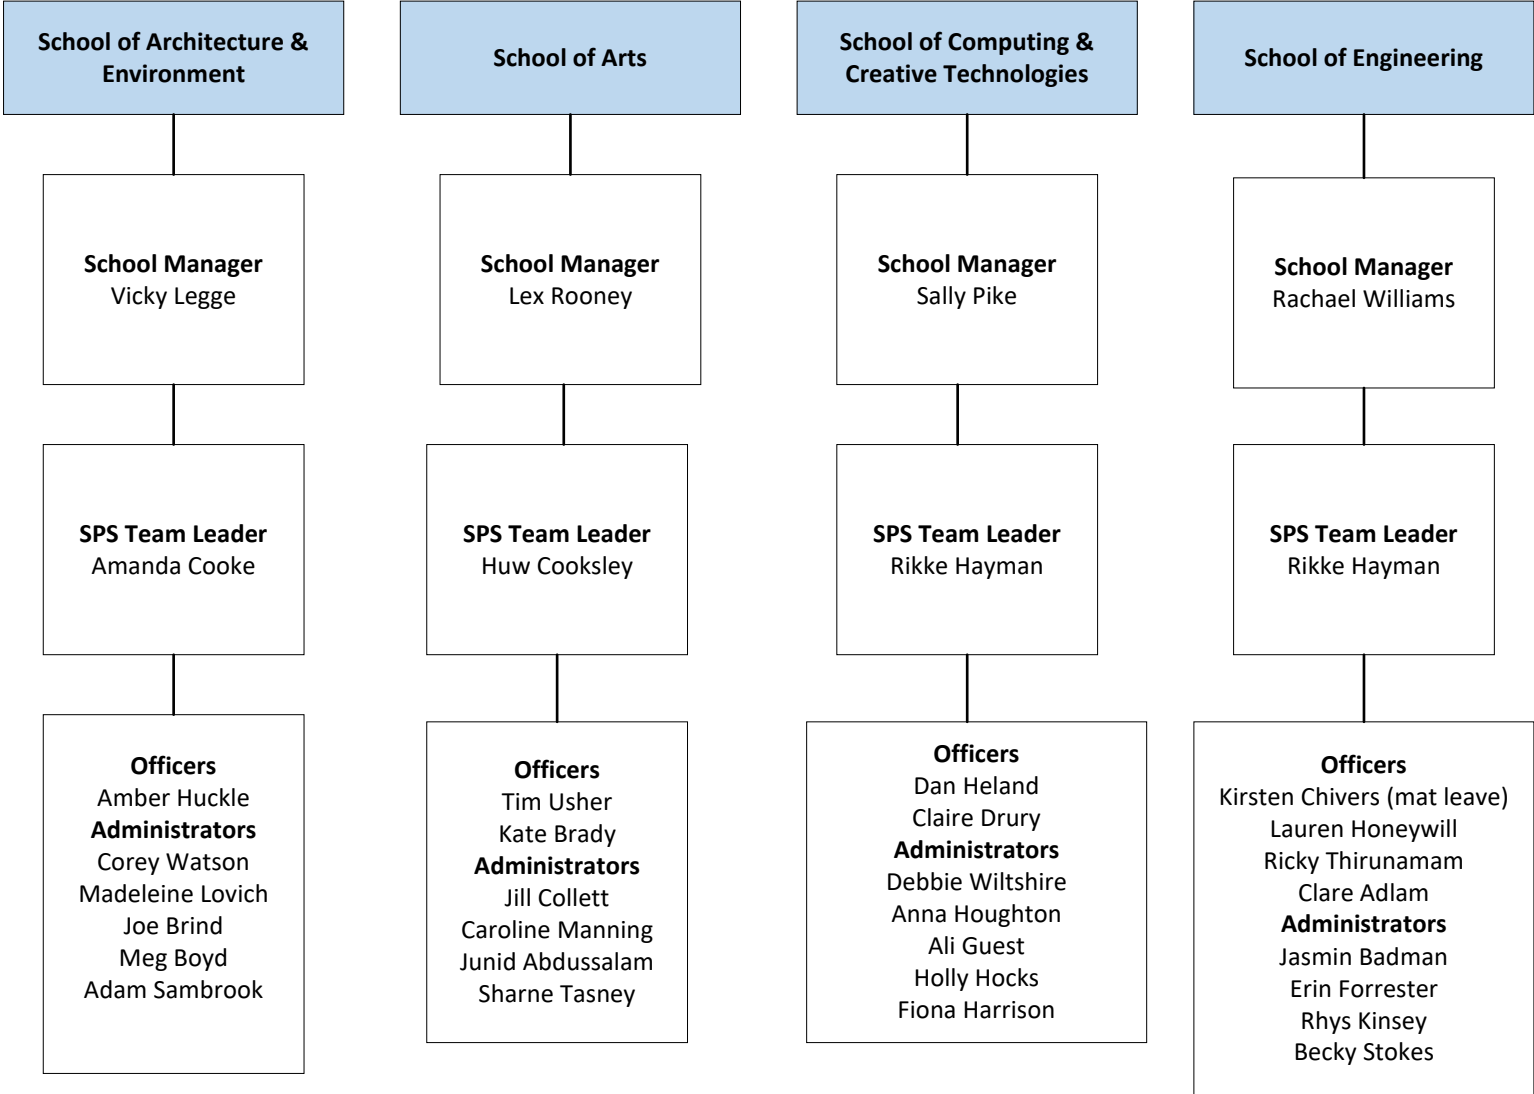 School of Architecture &
Environment
School Manager
Vicky Legge
SPS Team Leader
Amanda Cooke
Officers
Amber Huckle
Administrators
Corey Watson
Madeleine Lovich
Joe Brind
Meg Boyd
Adam Sambrook
School of Arts
School Manager
Lex Rooney
SPS Team Leader
Huw Cooksley
Officers
Tim Usher
Kate Brady
Administrators
Jill Collett
Caroline Manning
Junid Abdussalam
Sharne Tasney
School of Computing &
Creative Technologies
School Manager
Sally Pike
SPS Team Leader
Rikke Hayman
Officers
Dan Heland
Claire Drury
Administrators
Debbie Wiltshire
Anna Houghton
Ali Guest
Holly Hocks
Fiona Harrison
School of Engineering
School Manager
Rachael Williams
SPS Team Leader
Rikke Hayman
Officers
Kirsten Chivers (mat leave)
Lauren Honeywill
Ricky Thirunamam
Clare Adlam
Administrators
Jasmin Badman
Erin Forrester
Rhys Kinsey
Becky Stokes